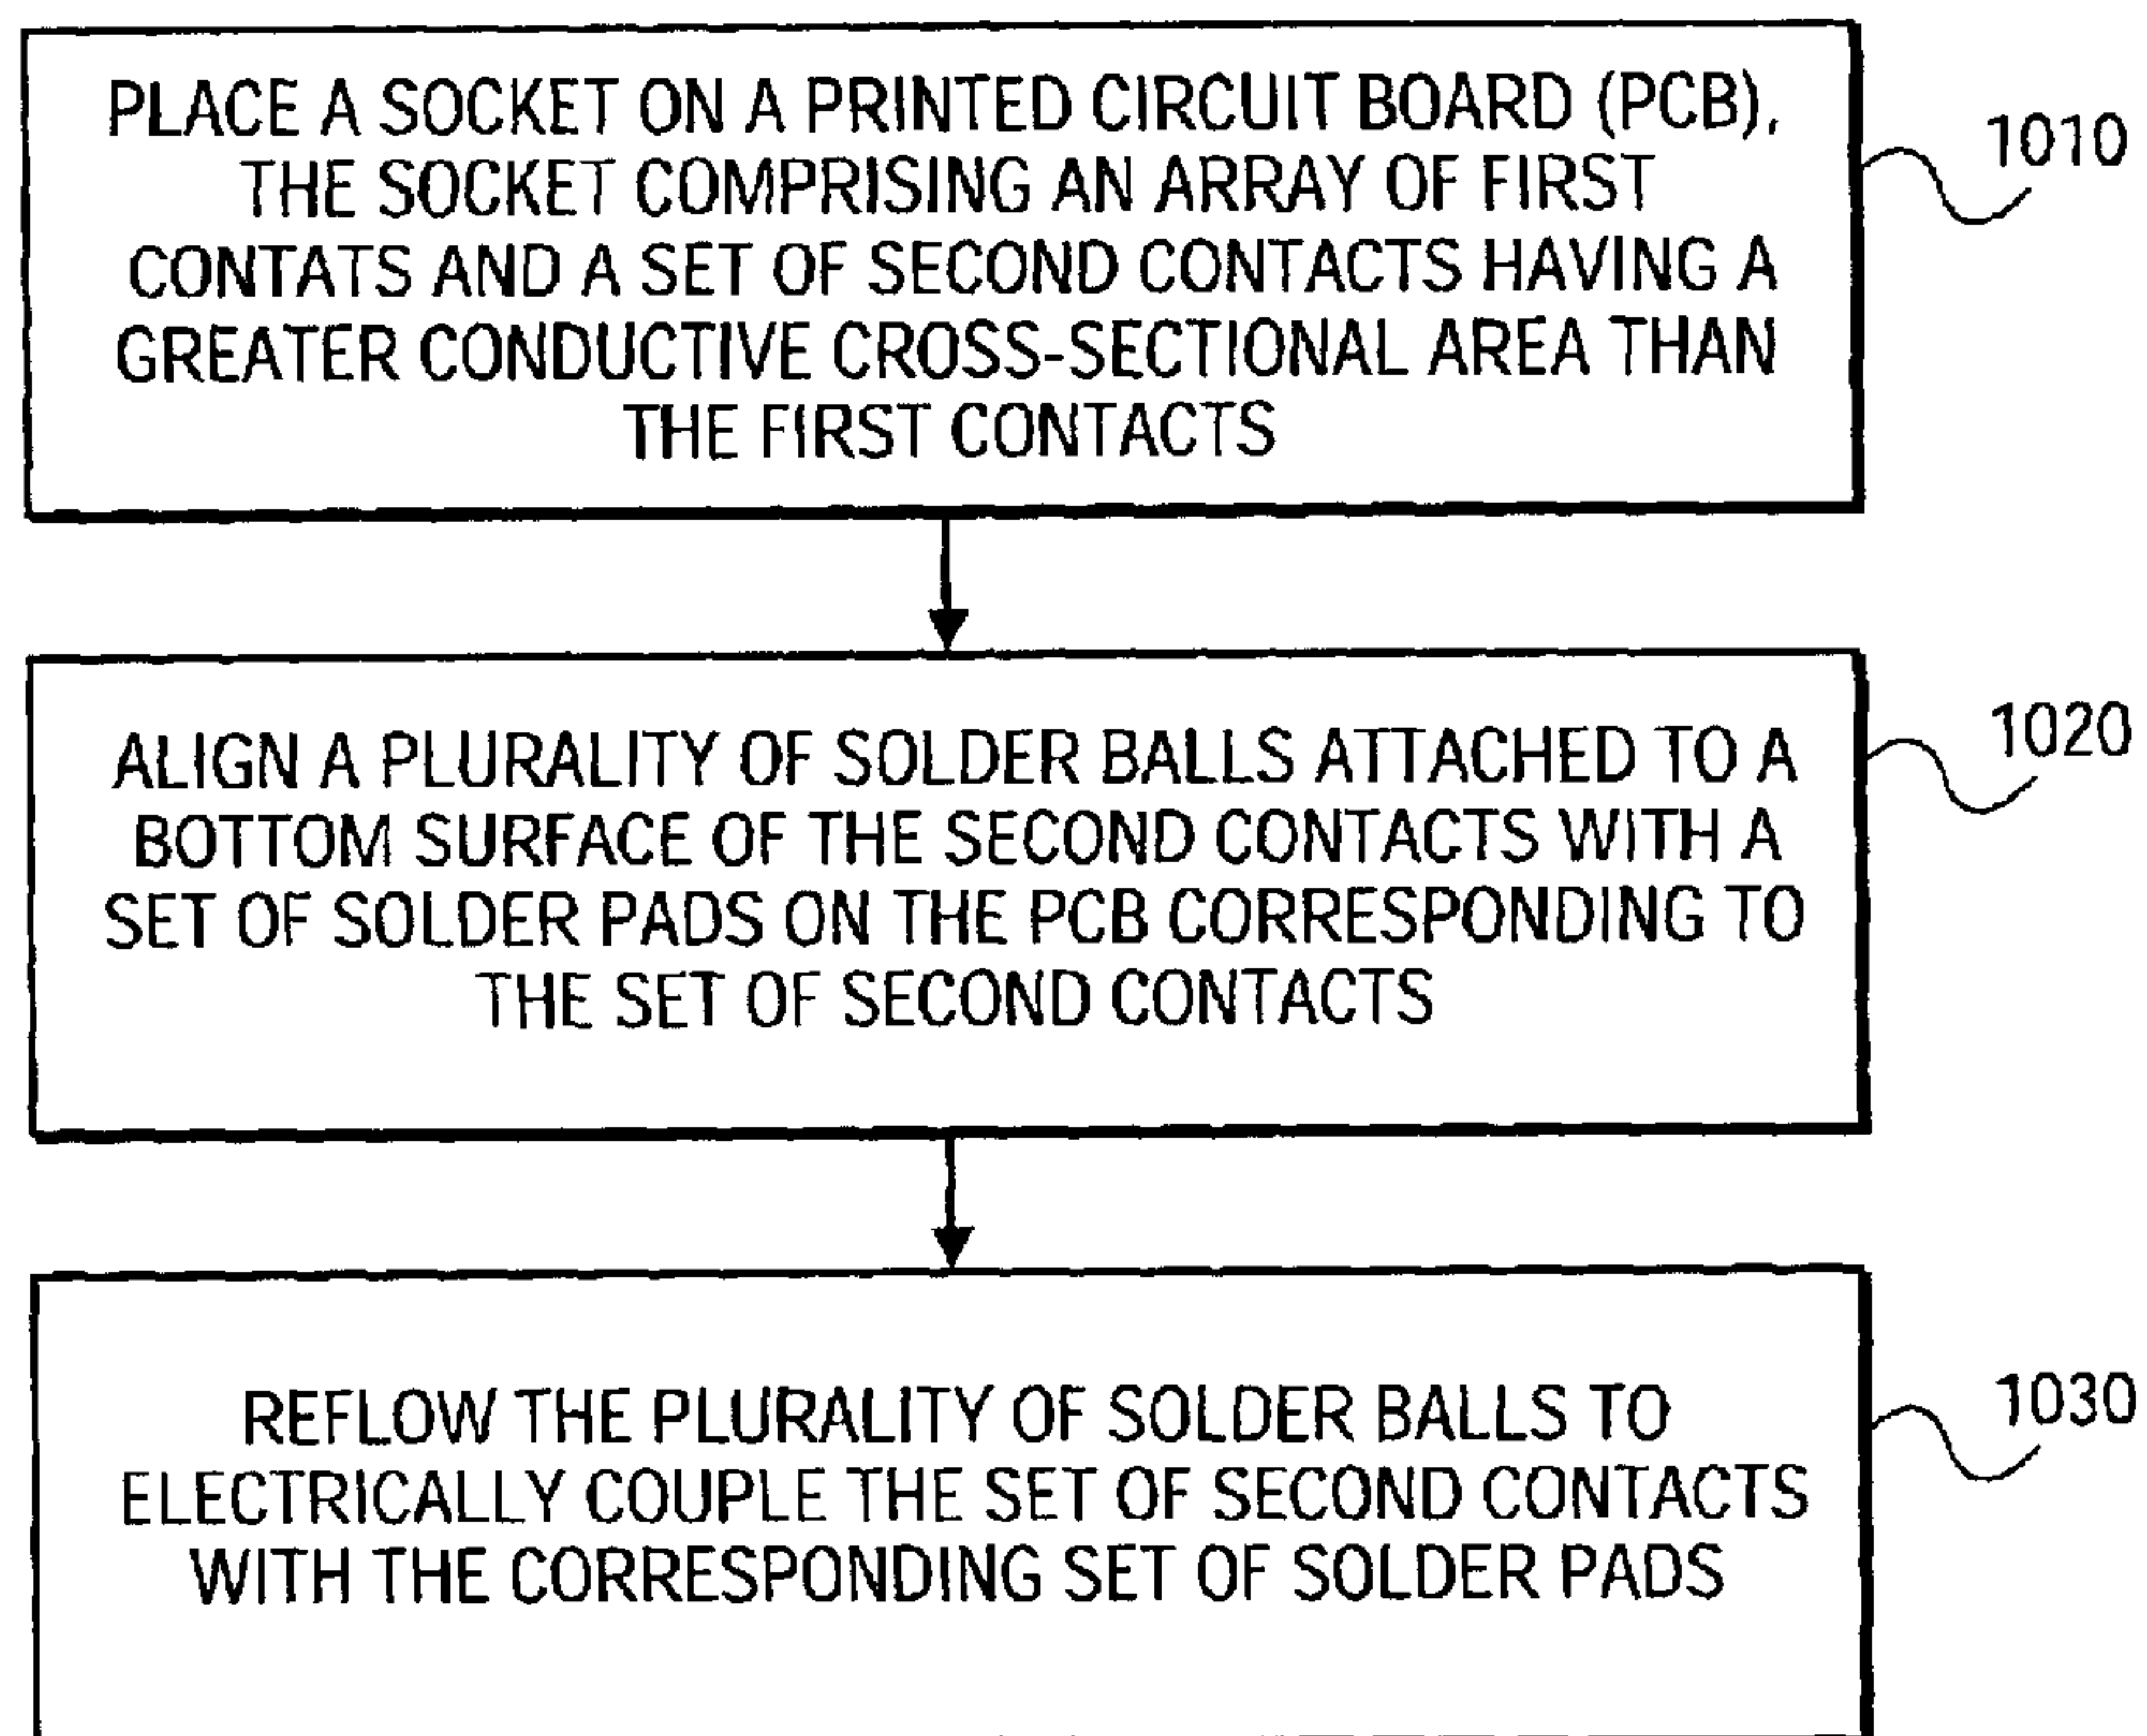 PLACE A SOCKET ON A PRINTED CIRCUIT BOARD (PCB),
THE SOCKET COMPRISING AN ARRAY OF FIRST
CONTATS AND A SET OF SECOND CONTACTS HAVING A
GREATER CONDUCTIVE CROSS-SECTIONAL AREA THAN
THE FIRST CONTACTS
1010
ALIGN A PLURALITY OF SOLDER BALLS ATTACHED TO A
BOTTOM SURFACE OF THE SECOND CONTACTS WITH A
SET OF SOLDER PADS ON THE PCB CORRESPONDING TO
THE SET OF SECOND CONTACTS
1020
REFLOW THE PLURALITY OF SOLDER BALLS TO
ELECTRICALLY COUPLE THE SET OF SECOND CONTACTS
WITH THE CORRESPONDING SET OF SOLDER PADS
1030